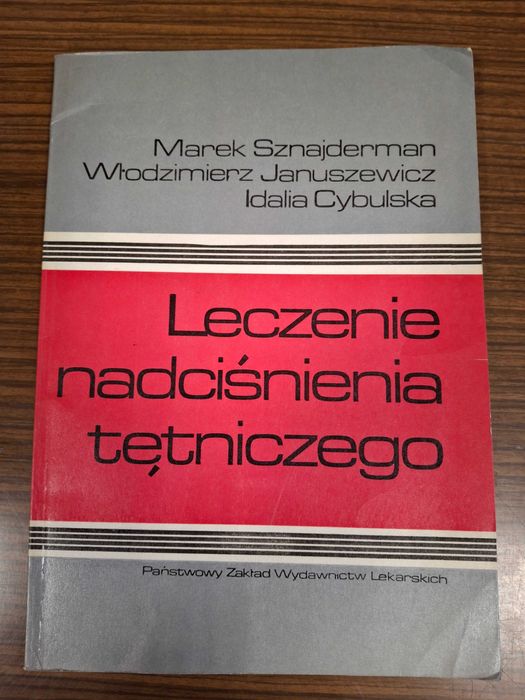 Marek Sznajderman
Włodzimierz Januszewicz
Idalia Cybulska
Leczenie
nadciśnienia
tętniczego
Państwowy Zakład Wydawnictw Lekarskich